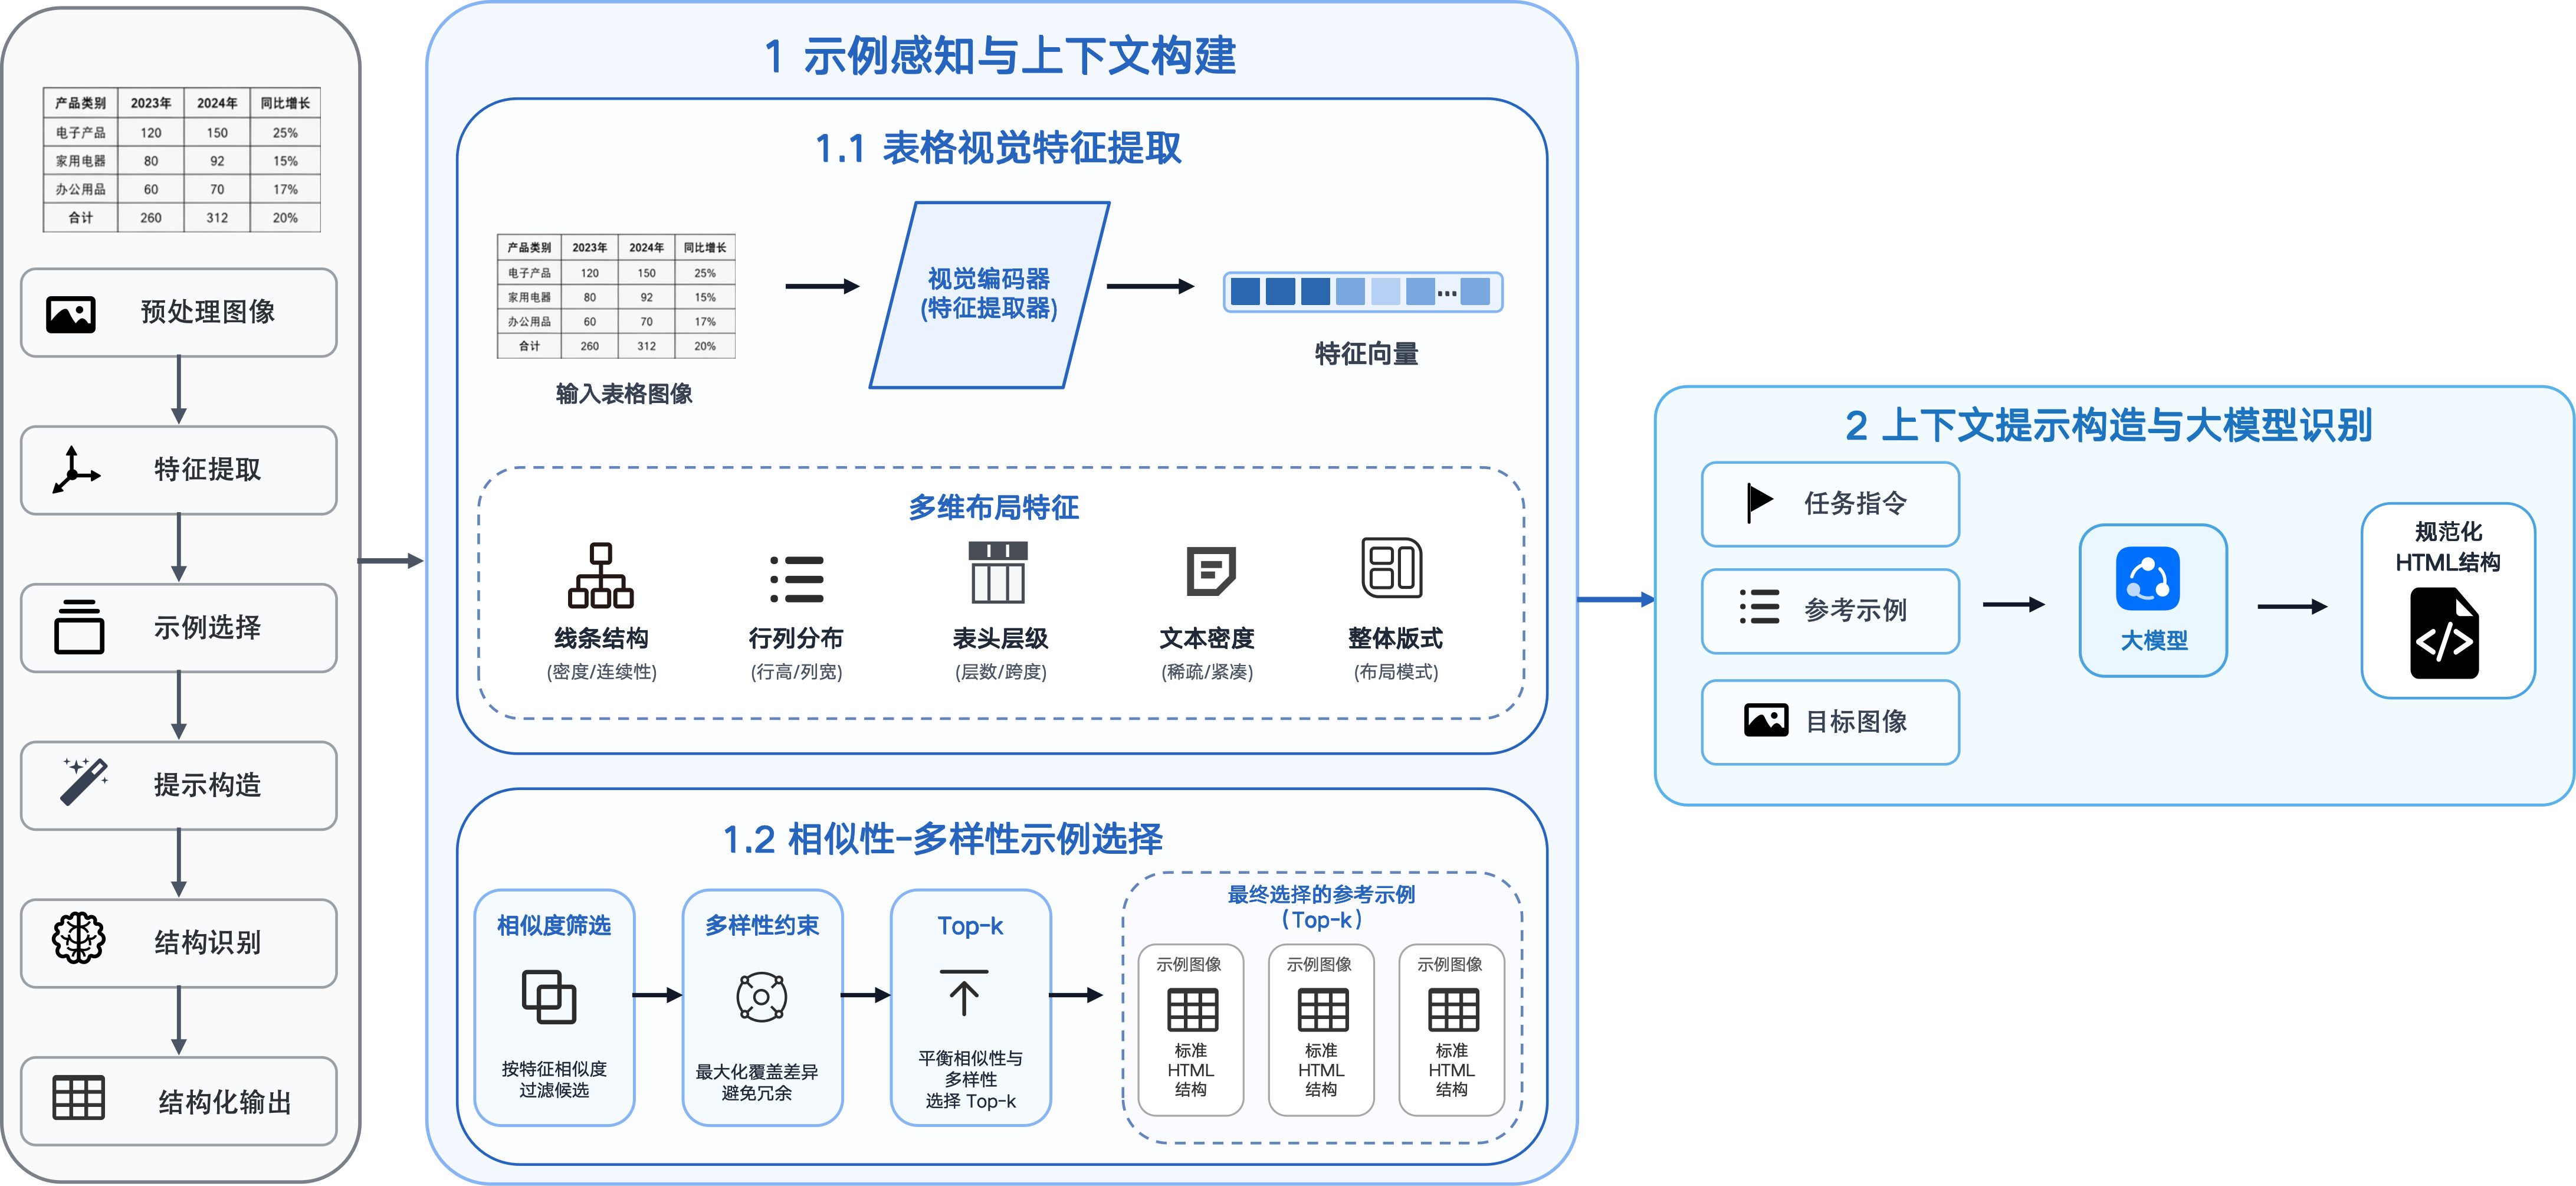 产品类别 2023年 2024年 同比增长
电子产品 120 150 25%
家用电器 80 92 15%
办公用品 60 70 17%
合计 260 312 20%
预处理图像
特征提取
示例选择
提示构造
结构识别
结构化输出
1 示例感知与上下文构建
1.1 表格视觉特征提取
产品类别 2023年 2024年 同比增长
电子产品 120 150 25%
家用电器 80 92 15%
办公用品 60 70 17%
合计 260 312 20%
输入表格图像
视觉编码器
(特征提取器)
...
特征向量
多维布局特征
线条结构
(密度/连续性)
行列分布
(行高/列宽)
表头层级
(层数/跨度)
文本密度
(稀疏/紧凑)
整体版式
(布局模式)
1.2 相似性-多样性示例选择
相似度筛选
按特征相似度
过滤候选
多样性约束
最大化覆盖差异
避免冗余
Top-k
平衡相似性与
多样性
选择 Top-k
最终选择的参考示例
（Top-k）
示例图像
标准
HTML
结构
示例图像
标准
HTML
结构
示例图像
标准
HTML
结构
2 上下文提示构造与大模型识别
任务指令
参考示例
目标图像
大模型
规范化
HTML结构
</>